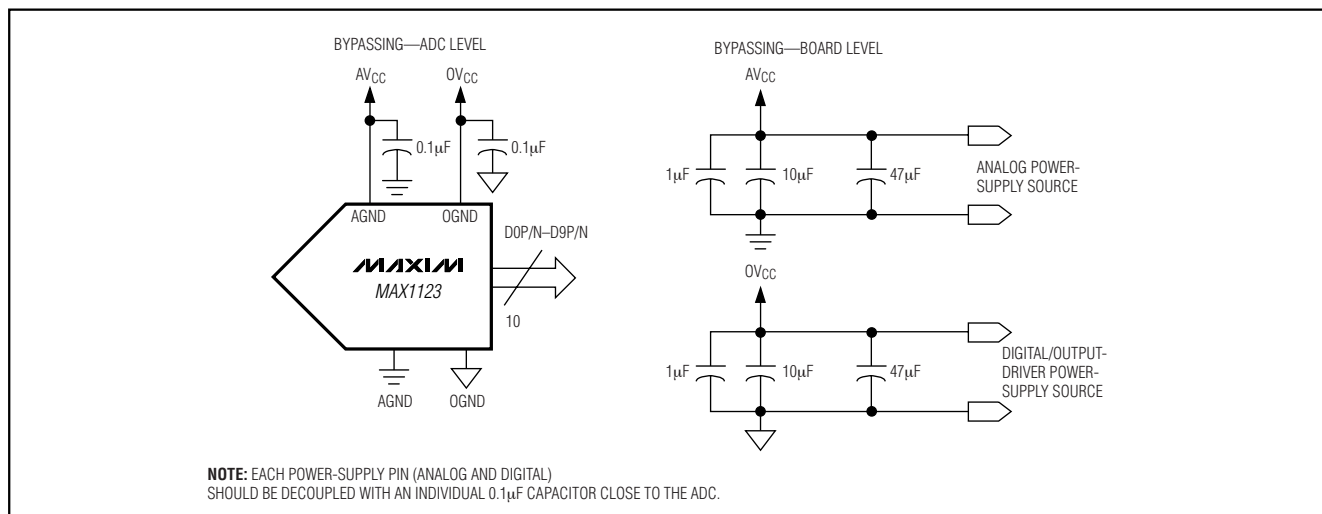 BYPASSING—ADC LEVEL
AVCC
OVCC
0.1µF
0.1µF
AGND
OGND
D0P/N–D9P/N
MAXIM
MAX1123
10
AGND
OGND
BYPASSING—BOARD LEVEL
AVCC
1µF
10µF
47µF
ANALOG POWER-
SUPPLY SOURCE
OVCC
1µF
10µF
47µF
DIGITAL/OUTPUT-
DRIVER POWER-
SUPPLY SOURCE
NOTE: EACH POWER-SUPPLY PIN (ANALOG AND DIGITAL)
SHOULD BE DECOUPLED WITH AN INDIVIDUAL 0.1µF CAPACITOR CLOSE TO THE ADC.